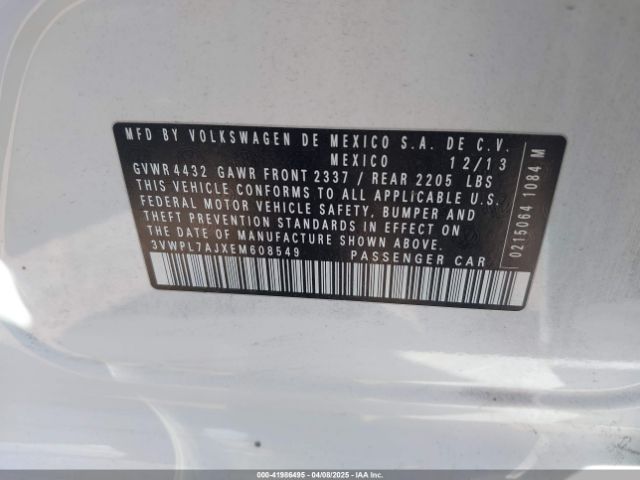 MFD BY VOLKSWAGEN DE MEXICO S.A. DE C.V.
MEXICO 12/13
GVWR 4432 GAWR FRONT 2337 / REAR 2205 LBS
THIS VEHICLE CONFORMS TO ALL APPLICABLE U.S.
FEDERAL MOTOR VEHICLE SAFETY, BUMPER AND
THEFT PREVENTION STANDARDS IN EFFECT ON
THE DATE OF MANUFACTURE SHOWN ABOVE
3VWPL7AJXEM608549 PASSENGER CAR
0215064 1084 M
000-41986495 - 04/08/2025 - IAA Inc.